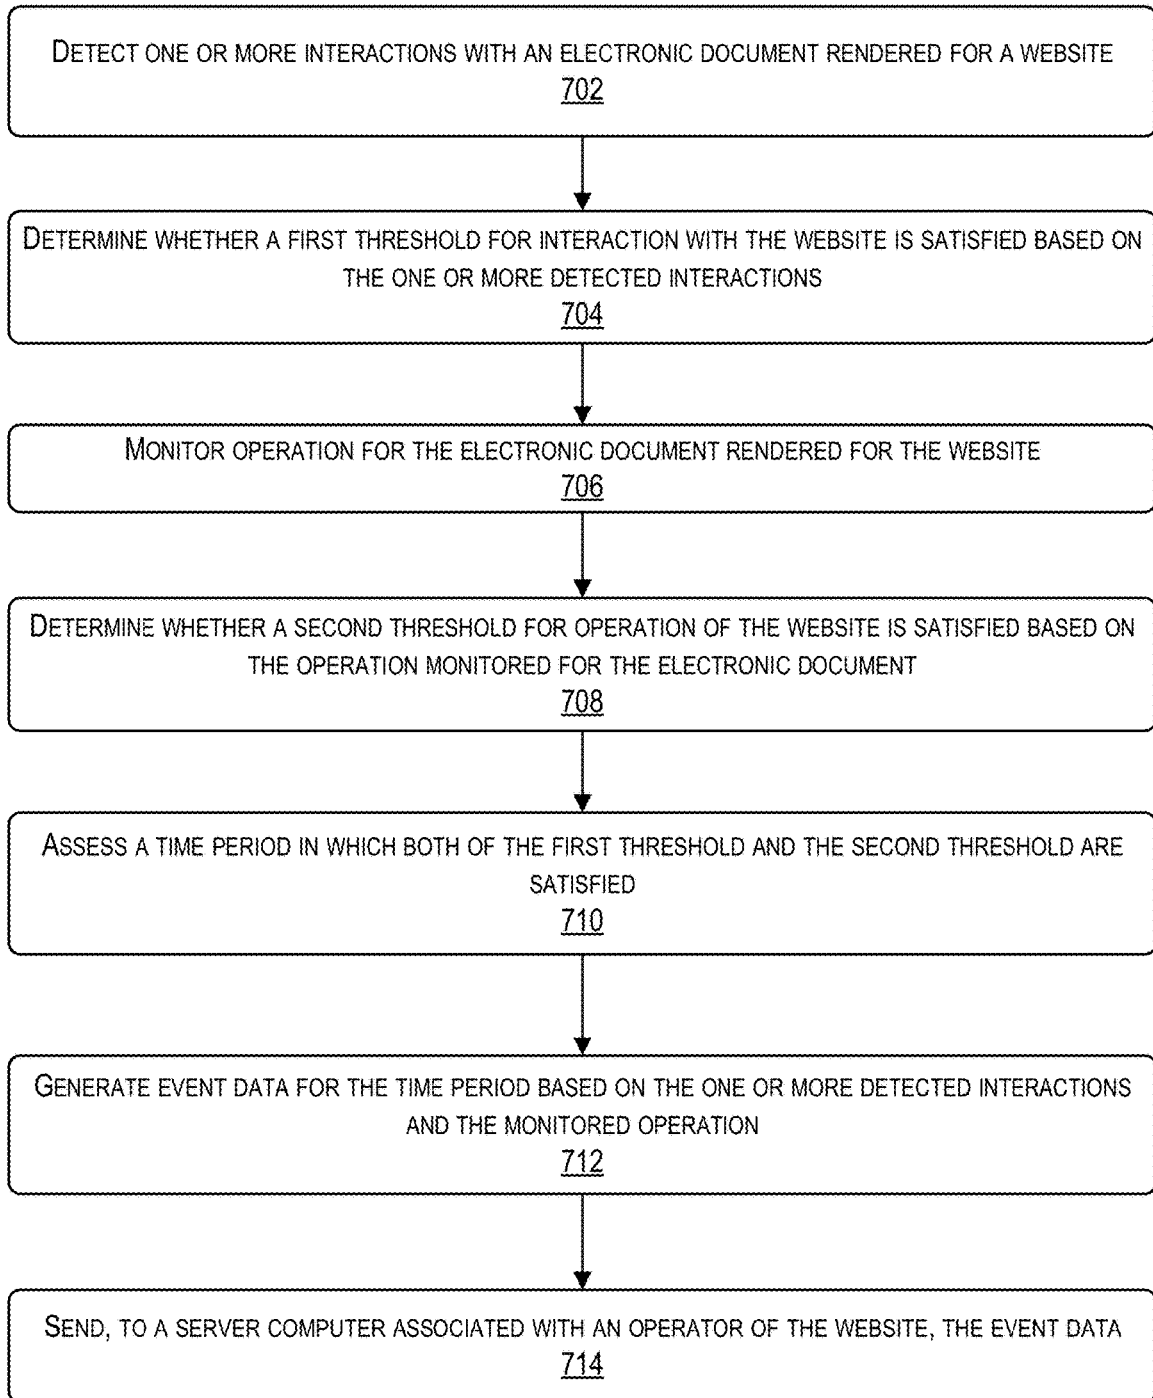 DETECT ONE OR MORE INTERACTIONS WITH AN ELECTRONIC DOCUMENT RENDERED FOR A WEBSITE
702
DETERMINE WHETHER A FIRST THRESHOLD FOR INTERACTION WITH THE WEBSITE IS SATISFIED BASED ON
THE ONE OR MORE DETECTED INTERACTIONS
704
MONITOR OPERATION FOR THE ELECTRONIC DOCUMENT RENDERED FOR THE WEBSITE
706
DETERMINE WHETHER A SECOND THRESHOLD FOR OPERATION OF THE WEBSITE IS SATISFIED BASED ON
THE OPERATION MONITORED FOR THE ELECTRONIC DOCUMENT
708
ASSESS A TIME PERIOD IN WHICH BOTH OF THE FIRST THRESHOLD AND THE SECOND THRESHOLD ARE
SATISFIED
710
GENERATE EVENT DATA FOR THE TIME PERIOD BASED ON THE ONE OR MORE DETECTED INTERACTIONS
AND THE MONITORED OPERATION
712
SEND, TO A SERVER COMPUTER ASSOCIATED WITH AN OPERATOR OF THE WEBSITE, THE EVENT DATA
714